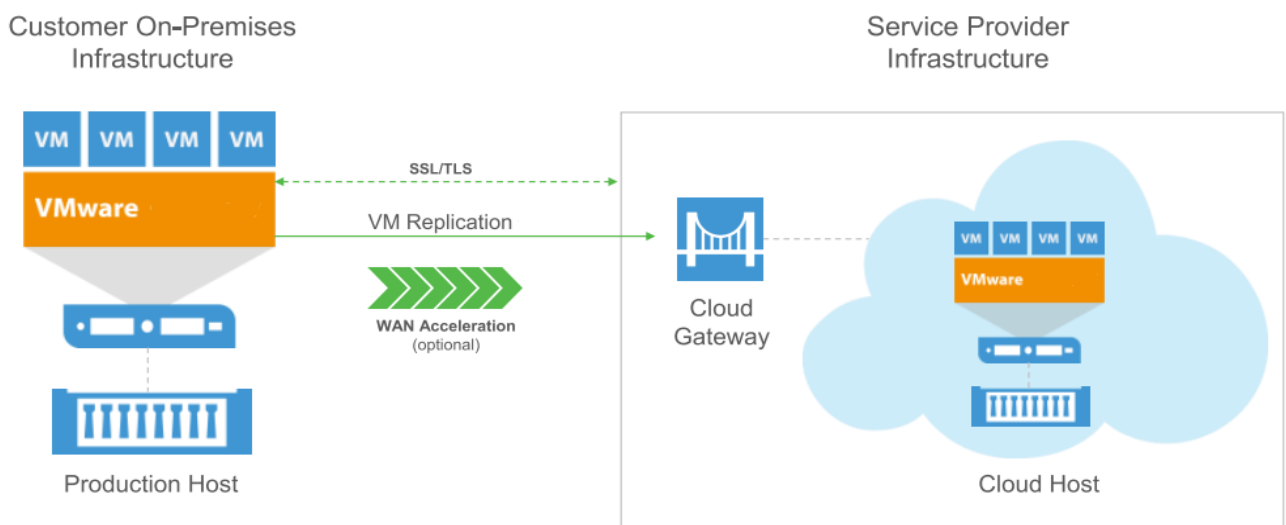 Customer On-Premises
Infrastructure
Service Provider
Infrastructure
VM VM VM VM
VMware
SSL/TLS
VM Replication
WAN Acceleration
(optional)
Cloud
Gateway
VM VM VM VM
VMware
Production Host
Cloud Host